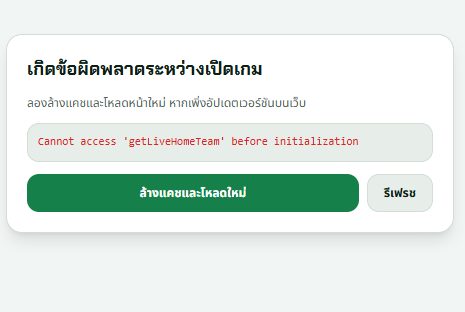 เกิดข้อผิดพลาดระหว่างเปิดเกม
ลองล้างแคชและโหลดหน้าใหม่ หากเพิ่งอัปเดตเวอร์ชันบนเว็บ
Cannot access 'getLiveHomeTeam' before initialization
ล้างแคชและโหลดใหม่
รีเฟรช